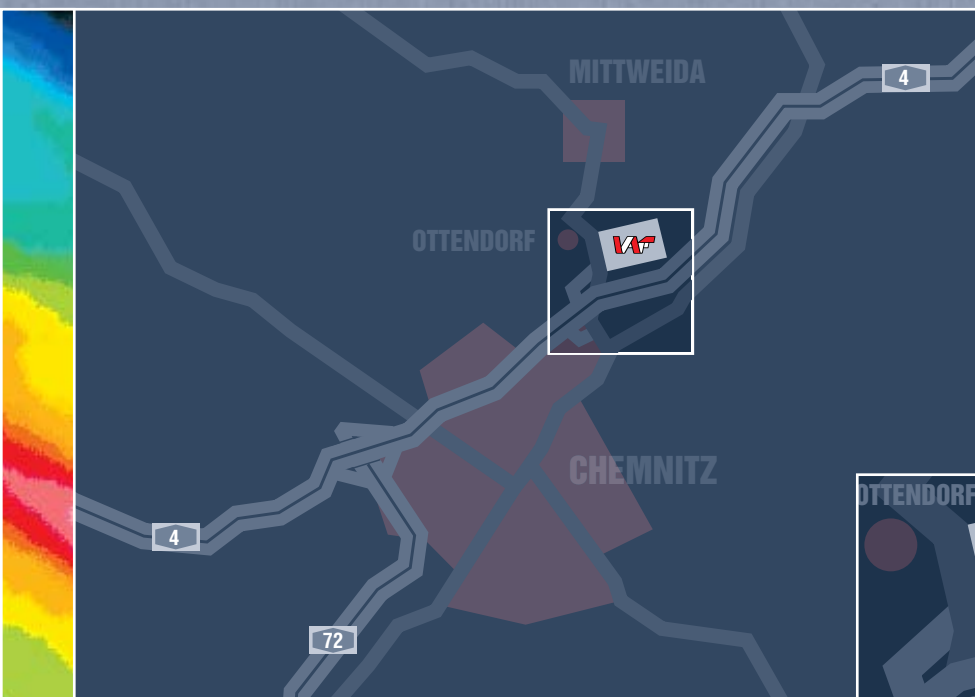 MITTWEIDA
4
OTTENDORF
VAF
CHEMNITZ
OTTENDORF
4
72